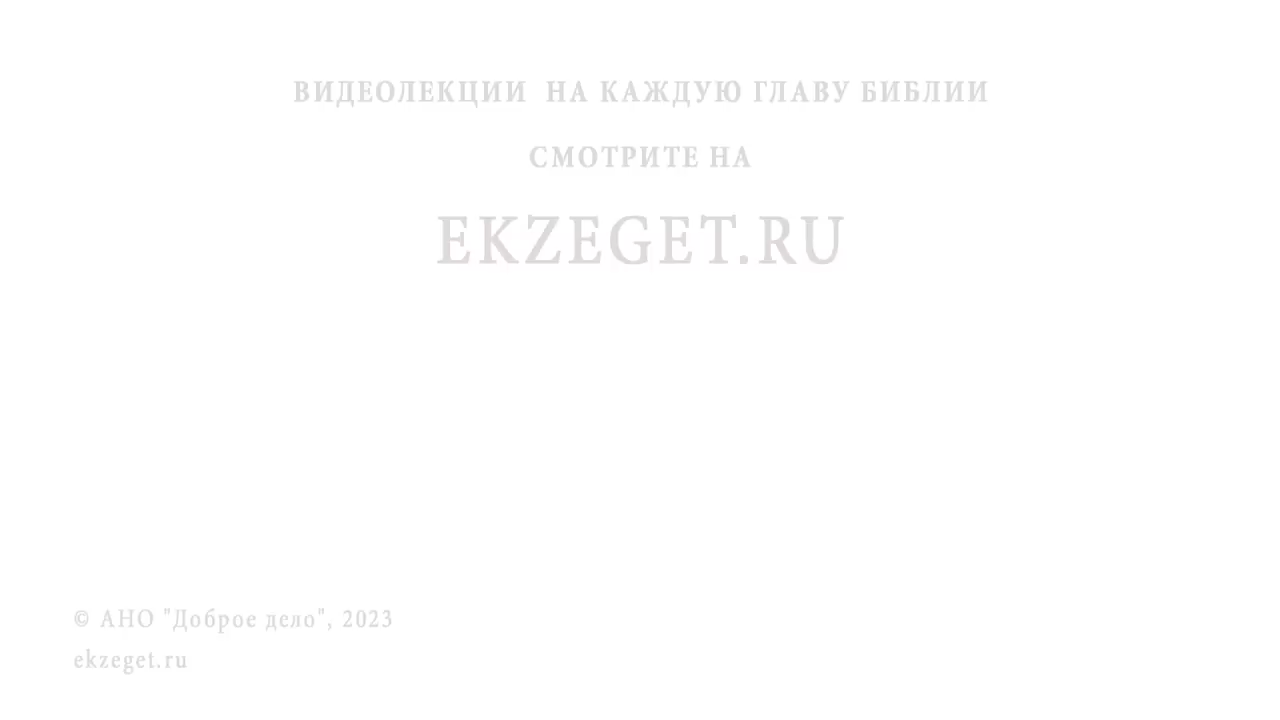 ВИДЕОЛЕКЦИИ НА КАЖДУЮ ГЛАВУ БИБЛИИ
СМОТРИТЕ НА
EKZEGET.RU
© АНО "Доброе дело", 2023
ekzeget.ru